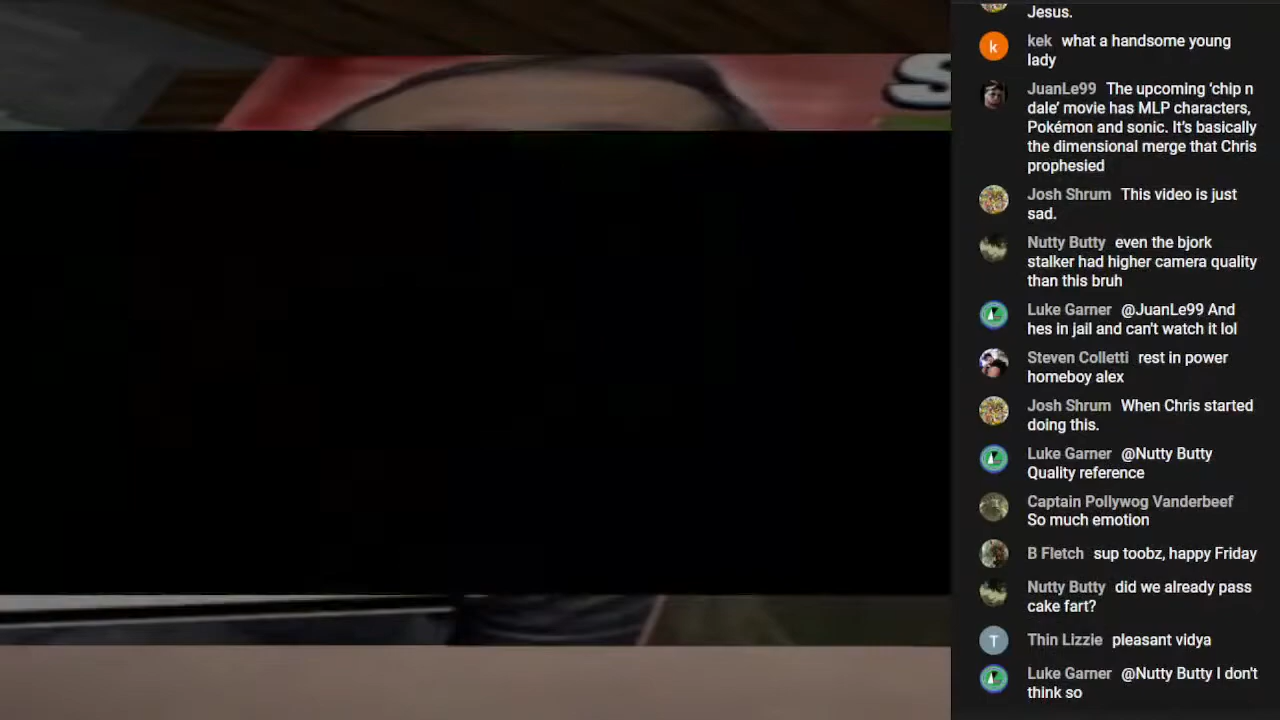 S
Jesus.
k
kek what a handsome young
lady
JuanLe99 The upcoming ‘chip n
dale’ movie has MLP characters,
Pokémon and sonic. It’s basically
the dimensional merge that Chris
prophesied
Josh Shrum This video is just
sad.
Nutty Butty even the bjork
stalker had higher camera quality
than this bruh
Luke Garner @JuanLe99 And
hes in jail and can't watch it lol
Steven Colletti rest in power
homeboy alex
Josh Shrum When Chris started
doing this.
Luke Garner @Nutty Butty
Quality reference
Captain Pollywog Vanderbeef
So much emotion
B Fletch sup toobz, happy Friday
Nutty Butty did we already pass
cake fart?
T
Thin Lizzie pleasant vidya
Luke Garner @Nutty Butty I don't
think so